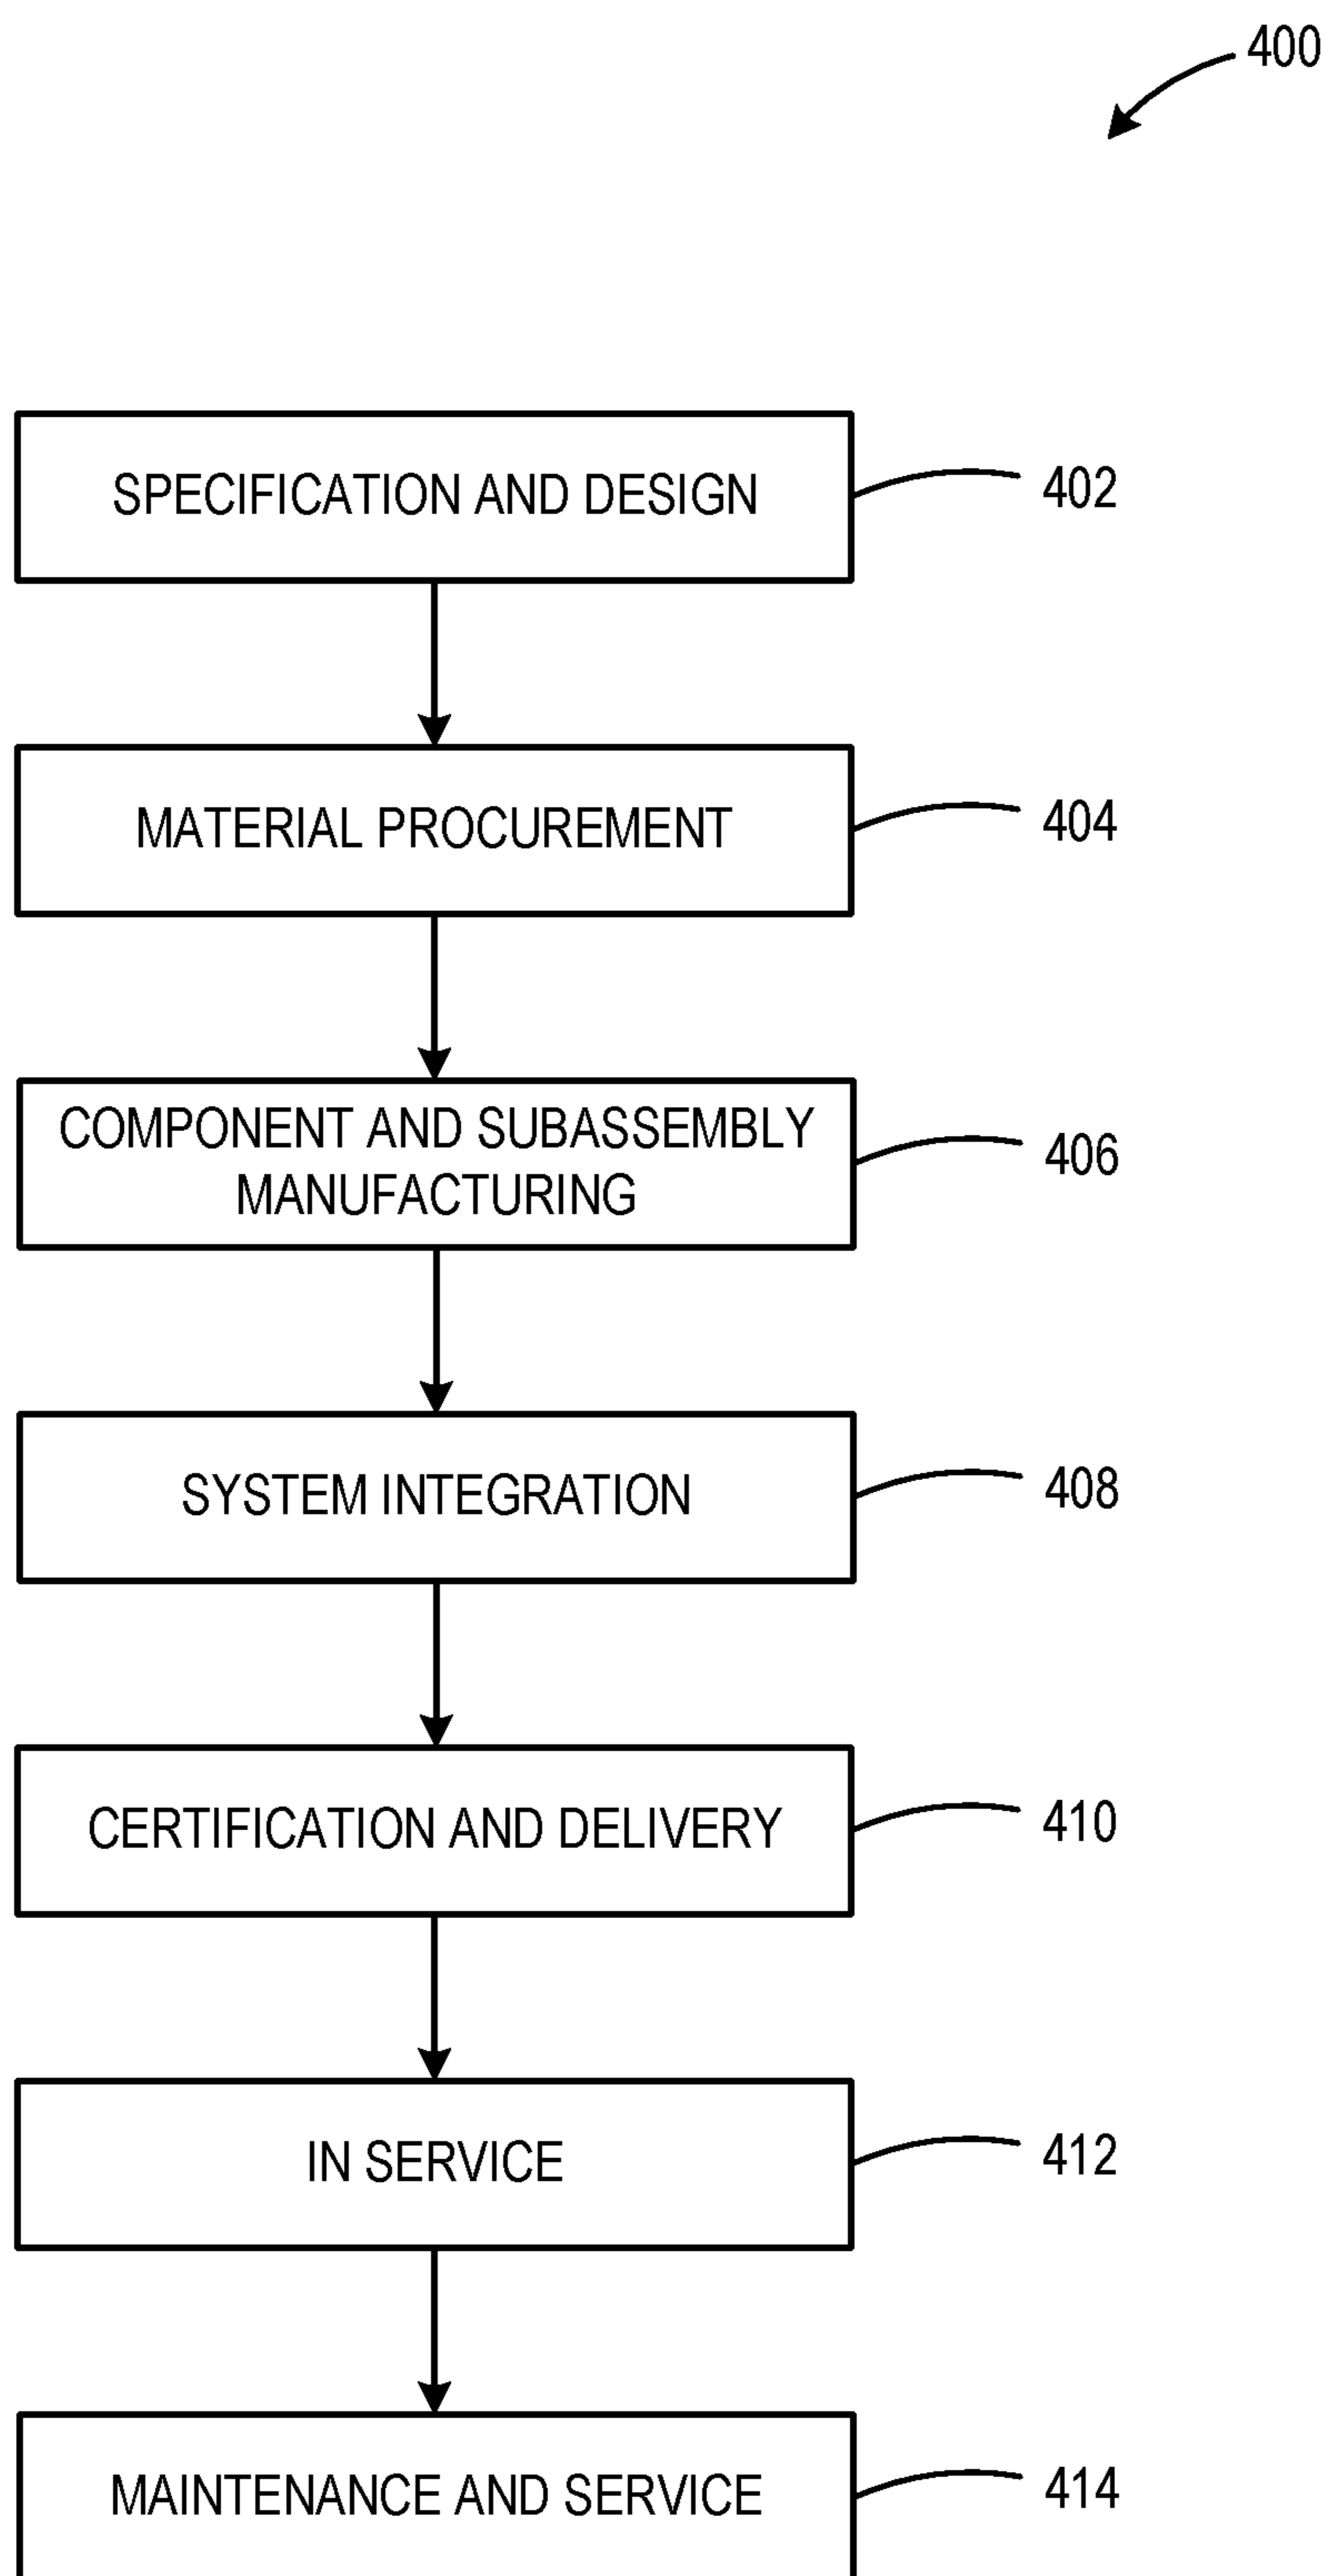 400
SPECIFICATION AND DESIGN
402
MATERIAL PROCUREMENT
404
COMPONENT AND SUBASSEMBLY
MANUFACTURING
406
SYSTEM INTEGRATION
408
CERTIFICATION AND DELIVERY
410
IN SERVICE
412
MAINTENANCE AND SERVICE
414